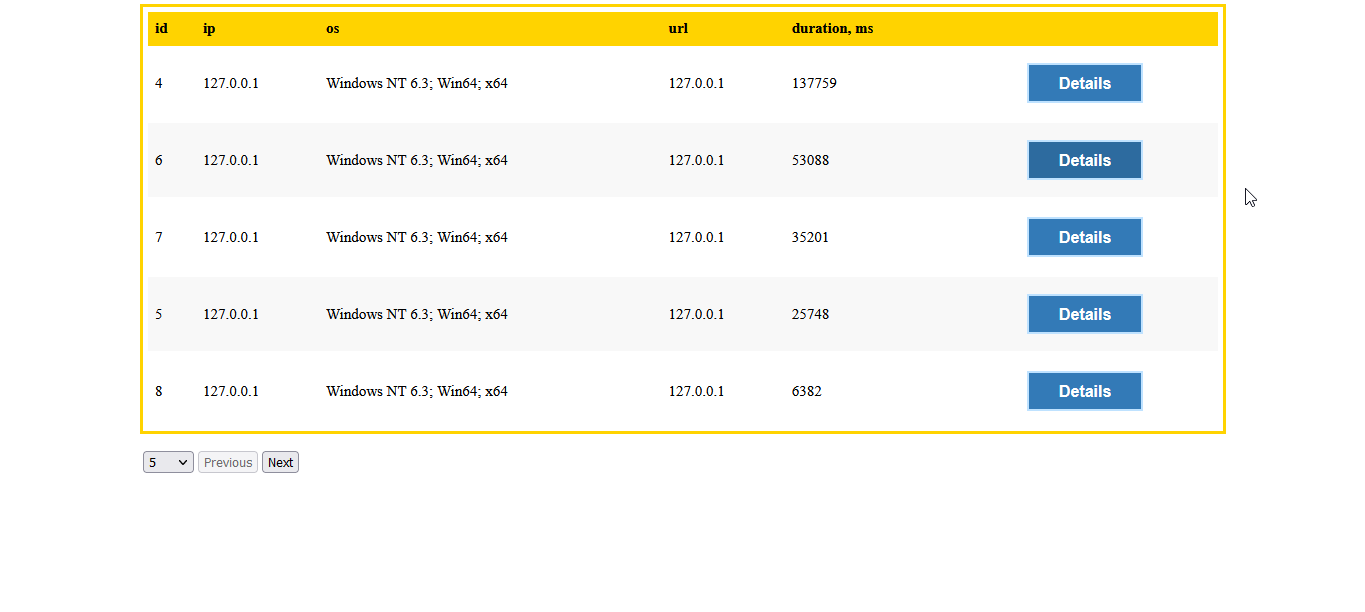 id ip os url duration, ms
4 127.0.0.1 Windows NT 6.3; Win64; x64 127.0.0.1 137759 Details
6 127.0.0.1 Windows NT 6.3; Win64; x64 127.0.0.1 53088 Details
7 127.0.0.1 Windows NT 6.3; Win64; x64 127.0.0.1 35201 Details
5 127.0.0.1 Windows NT 6.3; Win64; x64 127.0.0.1 25748 Details
8 127.0.0.1 Windows NT 6.3; Win64; x64 127.0.0.1 6382 Details
5 Previous Next